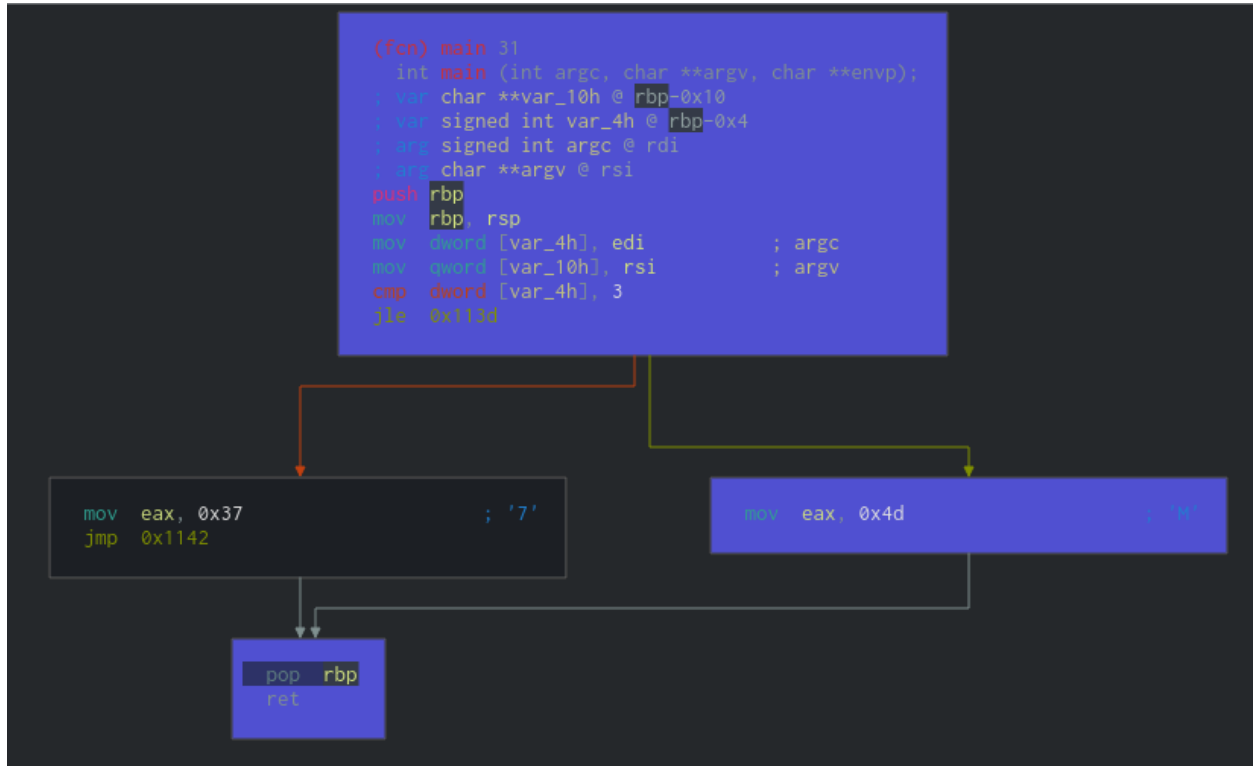 (fcn) main 31
int main (int argc, char **argv, char **envp);
; var char **var_10h @ rbp-0x10
; var signed int var_4h @ rbp-0x4
; arg signed int argc @ rdi
; arg char **argv @ rsi
push rbp
mov rbp, rsp
mov dword [var_4h], edi ; argc
mov qword [var_10h], rsi ; argv
cmp dword [var_4h], 3
jle 0x113d
mov eax, 0x37 ; '7'
jmp 0x1142
mov eax, 0x4d ; 'M'
pop rbp
ret